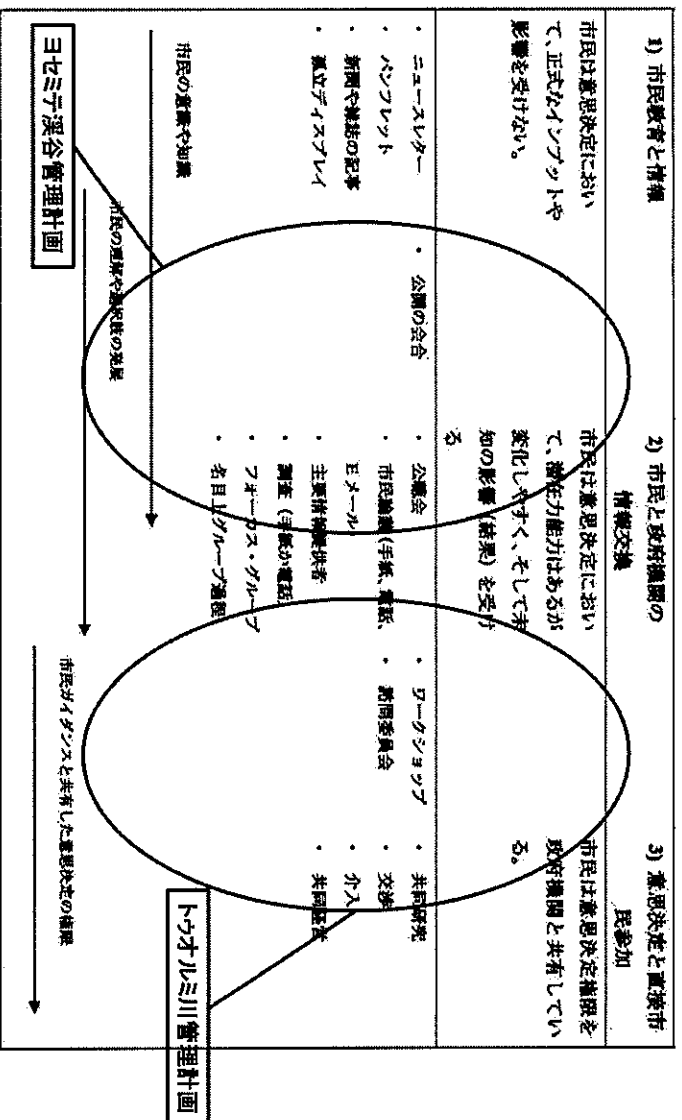 1) 市民教育と情報
市民は意思決定におい
て、正式なインプットや
影響を受けない。
・ ニュースレター
・ パンフレット
・ 新聞や雑誌の記事
・ 孤立ディスプレイ
・ 公開の会合
2) 市民と政府機関の
情報交換
市民は意思決定におい
て、潜在力能力はあるが
変化しやすく、そして未
知の影響（結果）を受け
る
・ 公聴会
・ 市民論調（手紙、電話、
Eメール
・ 主要情報提供者
・ 調査（手紙か電話
・ フォーカス・グループ
・ 名目上グループ過程
・ ワークショップ
・ 諮問委員会
3) 意思決定と直接市
民参加
市民は意思決定権限を
政府機関と共有してい
る。
・ 共同研究
・ 交渉
・ 介入
・ 共同経営
市民の意識や知識
市民の理解や選択肢の発展
市民ガイダンスと共有した意思決定の権限
ヨセミテ渓谷管理計画
トゥオルミ川管理計画